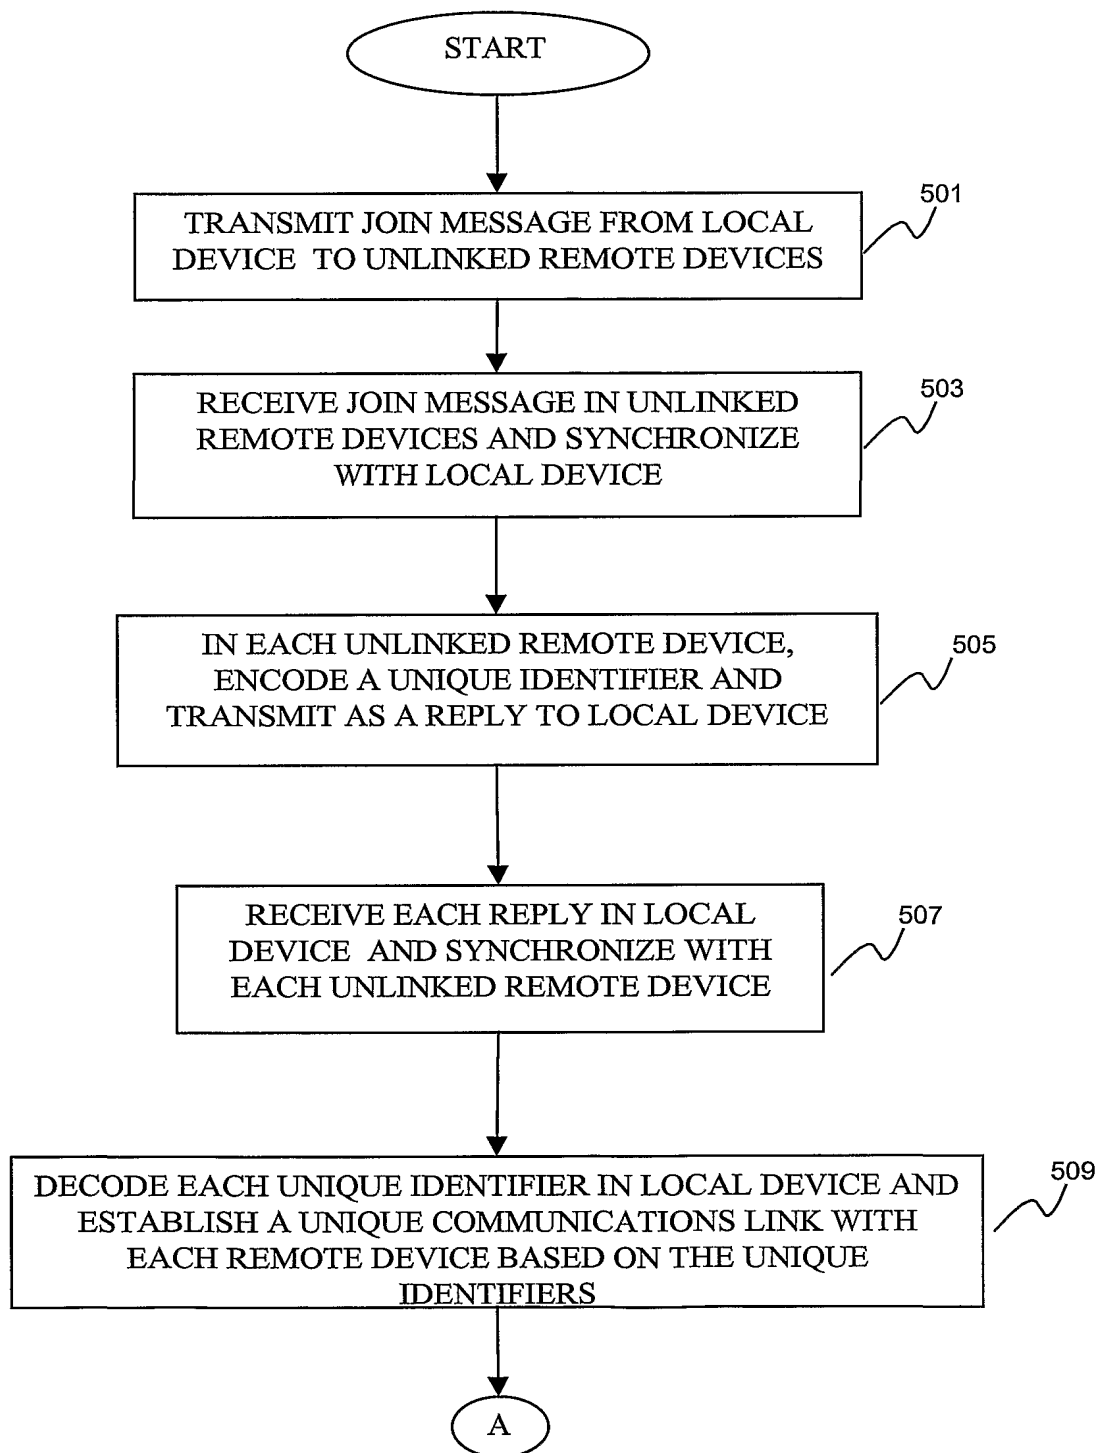 START
501
TRANSMIT JOIN MESSAGE FROM LOCAL
DEVICE TO UNLINKED REMOTE DEVICES
503
RECEIVE JOIN MESSAGE IN UNLINKED
REMOTE DEVICES AND SYNCHRONIZE
WITH LOCAL DEVICE
505
IN EACH UNLINKED REMOTE DEVICE,
ENCODE A UNIQUE IDENTIFIER AND
TRANSMIT AS A REPLY TO LOCAL DEVICE
507
RECEIVE EACH REPLY IN LOCAL
DEVICE AND SYNCHRONIZE WITH
EACH UNLINKED REMOTE DEVICE
509
DECODE EACH UNIQUE IDENTIFIER IN LOCAL DEVICE AND
ESTABLISH A UNIQUE COMMUNICATIONS LINK WITH
EACH REMOTE DEVICE BASED ON THE UNIQUE
IDENTIFIERS
A